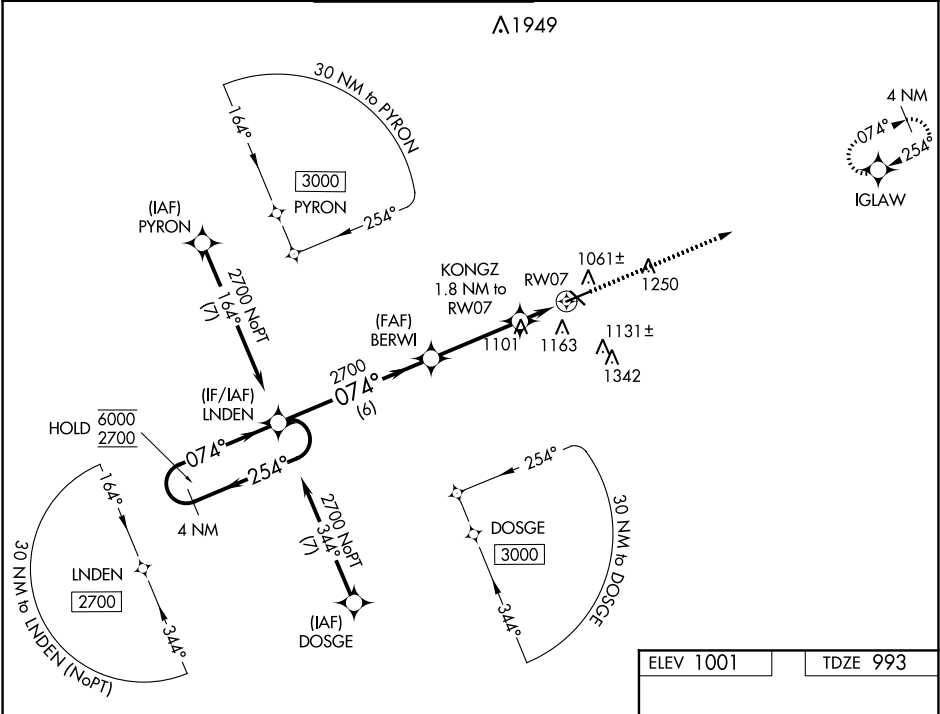 1949
30 NM to PYRON
164°
3000
PYRON
254°
4 NM
074°
254°
IGLAW
(IAF)
PYRON
2700 NoPT
164°
(7)
KONGZ
1.8 NM to
RW07
RW07
1061±
1250
(FAF)
BERWI
1101
1163
1131±
1342
2700
074°
(6)
(IF/IAF)
LNDEN
HOLD 6000
2700
074°
254°
4 NM
164°
LNDEN
2700
344°
30 NM to LNDEN (NoPT)
2700 NoPT
344°
(7)
(IAF)
DOSGE
254°
DOSGE
3000
344°
30 NM to DOSGE
ELEV 1001
TDZE 993